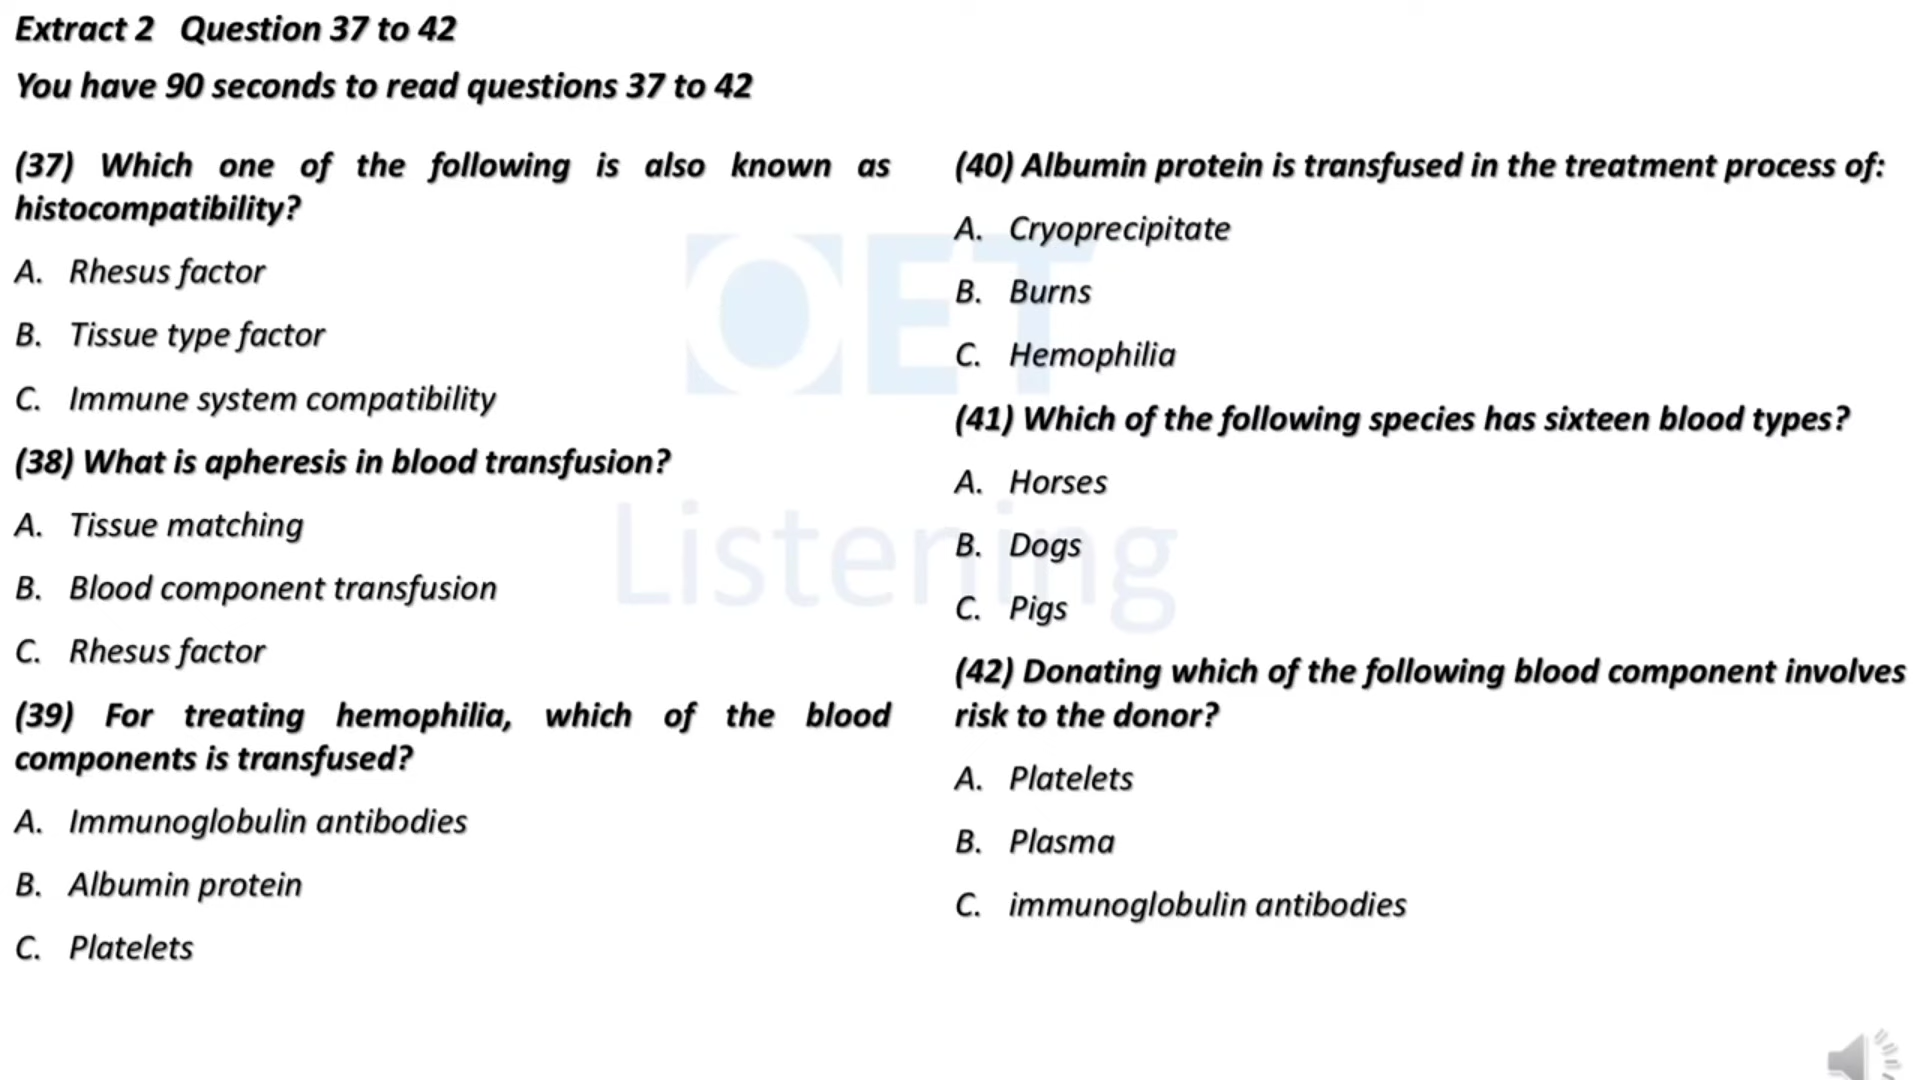 Extract 2 Question 37 to 42
You have 90 seconds to read questions 37 to 42
(37) Which one of the following is also known as
histocompatibility?
A. Rhesus factor
B. Tissue type factor
C. Immune system compatibility
(38) What is apheresis in blood transfusion?
A. Tissue matching
B. Blood component transfusion
C. Rhesus factor
(39) For treating hemophilia, which of the blood
components is transfused?
A. Immunoglobulin antibodies
B. Albumin protein
C. Platelets
(40) Albumin protein is transfused in the treatment process of:
A. Cryoprecipitate
B. Burns
C. Hemophilia
(41) Which of the following species has sixteen blood types?
A. Horses
B. Dogs
C. Pigs
(42) Donating which of the following blood component involves
risk to the donor?
A. Platelets
B. Plasma
C. immunoglobulin antibodies
OET
Listening